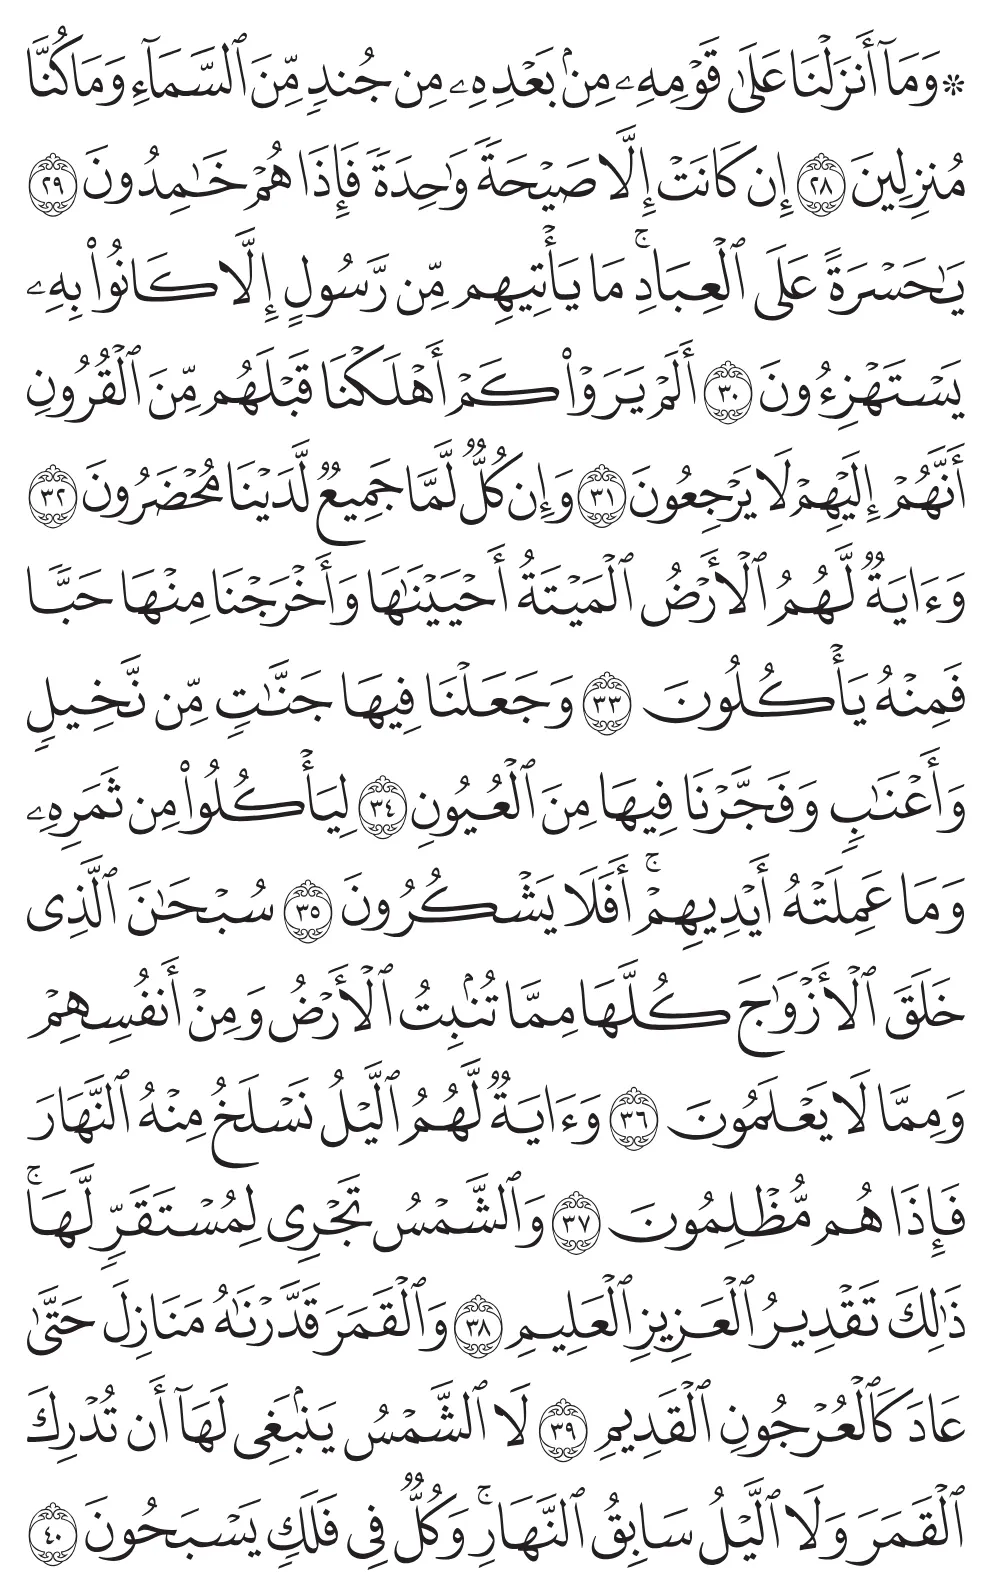 ۞ وَمَآ أَنزَلْنَا عَلَىٰ قَوْمِهِۦ مِنۢ بَعْدِهِۦ مِن جُندٍ مِّنَ ٱلسَّمَآءِ وَمَا كُنَّا
مُنزِلِينَ ٢٨ إِن كَانَتْ إِلَّا صَيْحَةً وَٰحِدَةً فَإِذَا هُمْ خَـٰمِدُونَ ٢٩
يَـٰحَسْرَةً عَلَى ٱلْعِبَادِ ۚ مَا يَأْتِيهِم مِّن رَّسُولٍ إِلَّا كَانُوا۟ بِهِۦ
يَسْتَهْزِءُونَ ٣٠ أَلَمْ يَرَوْا۟ كَمْ أَهْلَكْنَا قَبْلَهُم مِّنَ ٱلْقُرُونِ
أَنَّهُمْ إِلَيْهِمْ لَا يَرْجِعُونَ ٣١ وَإِن كُلٌّ لَّمَّا جَمِيعٌ لَّدَيْنَا مُحْضَرُونَ ٣٢
وَءَايَةٌ لَّهُمُ ٱلْأَرْضُ ٱلْمَيْتَةُ أَحْيَيْنَـٰهَا وَأَخْرَجْنَا مِنْهَا حَبًّا
فَمِنْهُ يَأْكُلُونَ ٣٣ وَجَعَلْنَا فِيهَا جَنَّـٰتٍ مِّن نَّخِيلٍ
وَأَعْنَـٰبٍ وَفَجَّرْنَا فِيهَا مِنَ ٱلْعُيُونِ ٣٤ لِيَأْكُلُوا۟ مِن ثَمَرِهِۦ
وَمَا عَمِلَتْهُ أَيْدِيهِمْ ۚ أَفَلَا يَشْكُرُونَ ٣٥ سُبْحَـٰنَ ٱلَّذِى
خَلَقَ ٱلْأَزْوَٰجَ كُلَّهَا مِمَّا تُنۢبِتُ ٱلْأَرْضُ وَمِنْ أَنفُسِهِمْ
وَمِمَّا لَا يَعْلَمُونَ ٣٦ وَءَايَةٌ لَّهُمُ ٱلَّيْلُ نَسْلَخُ مِنْهُ ٱلنَّهَارَ
فَإِذَا هُم مُّظْلِمُونَ ٣٧ وَٱلشَّمْسُ تَجْرِى لِمُسْتَقَرٍّ لَّهَا ۚ
ذَٰلِكَ تَقْدِيرُ ٱلْعَزِيزِ ٱلْعَلِيمِ ٣٨ وَٱلْقَمَرَ قَدَّرْنَـٰهُ مَنَازِلَ حَتَّىٰ
عَادَ كَٱلْعُرْجُونِ ٱلْقَدِيمِ ٣٩ لَا ٱلشَّمْسُ يَنۢبَغِى لَهَآ أَن تُدْرِكَ
ٱلْقَمَرَ وَلَا ٱلَّيْلُ سَابِقُ ٱلنَّهَارِ ۚ وَكُلٌّ فِى فَلَكٍ يَسْبَحُونَ ٤٠